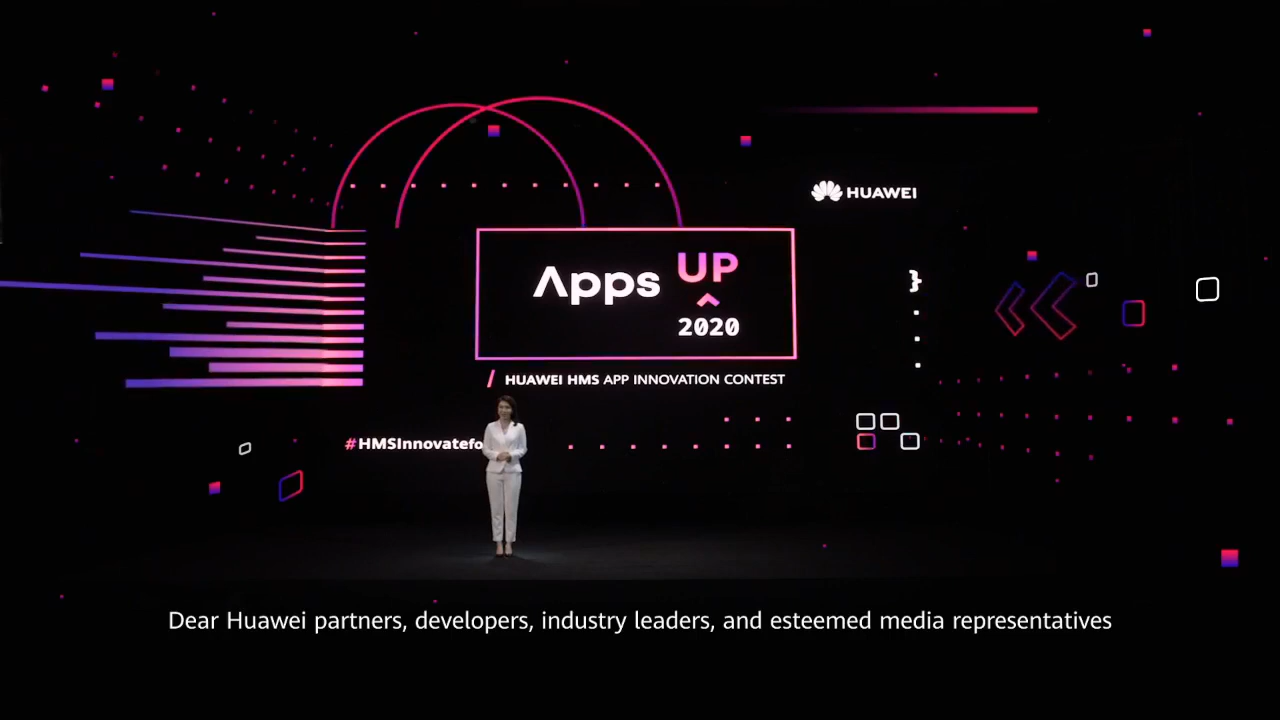 HUAWEI
Apps UP
2020
/ HUAWEI HMS APP INNOVATION CONTEST
#HMSInnovatefo
}
Dear Huawei partners, developers, industry leaders, and esteemed media representatives